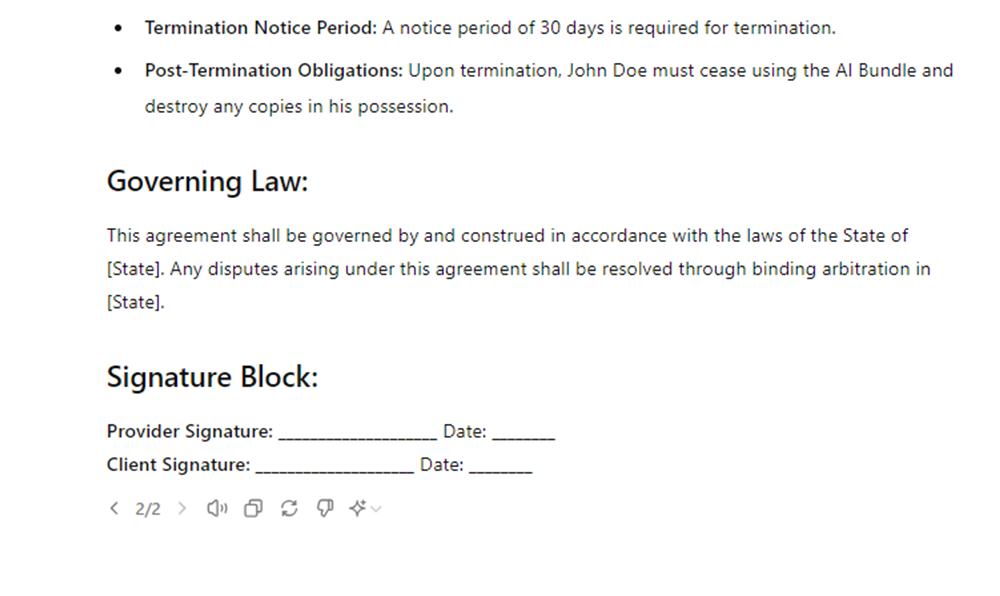 • Termination Notice Period: A notice period of 30 days is required for termination.
• Post-Termination Obligations: Upon termination, John Doe must cease using the AI Bundle and
destroy any copies in his possession.
Governing Law:
This agreement shall be governed by and construed in accordance with the laws of the State of
[State]. Any disputes arising under this agreement shall be resolved through binding arbitration in
[State].
Signature Block:
Provider Signature: ____________________ Date: ________
Client Signature: ____________________ Date: ________
2/2